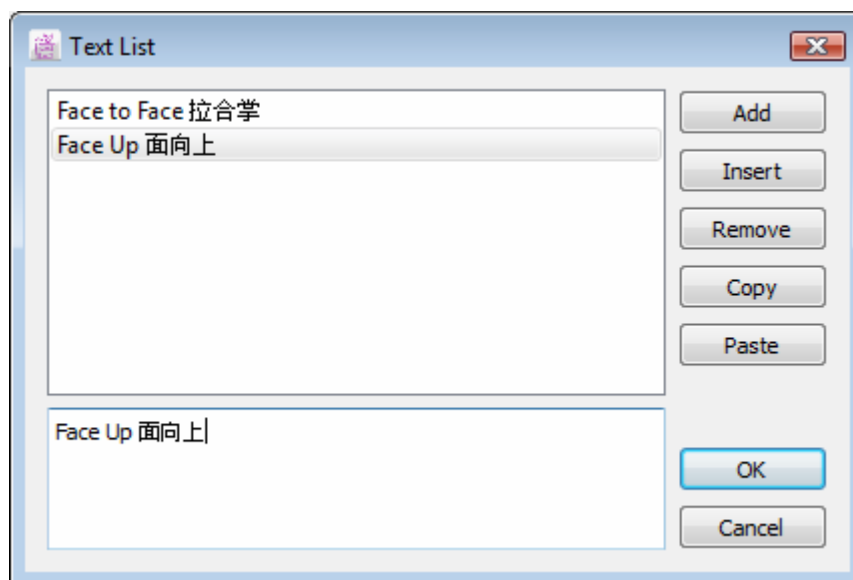 Text List
Face to Face 拉合掌
Face Up 面向上
Add
Insert
Remove
Copy
Paste
Face Up 面向上
OK
Cancel